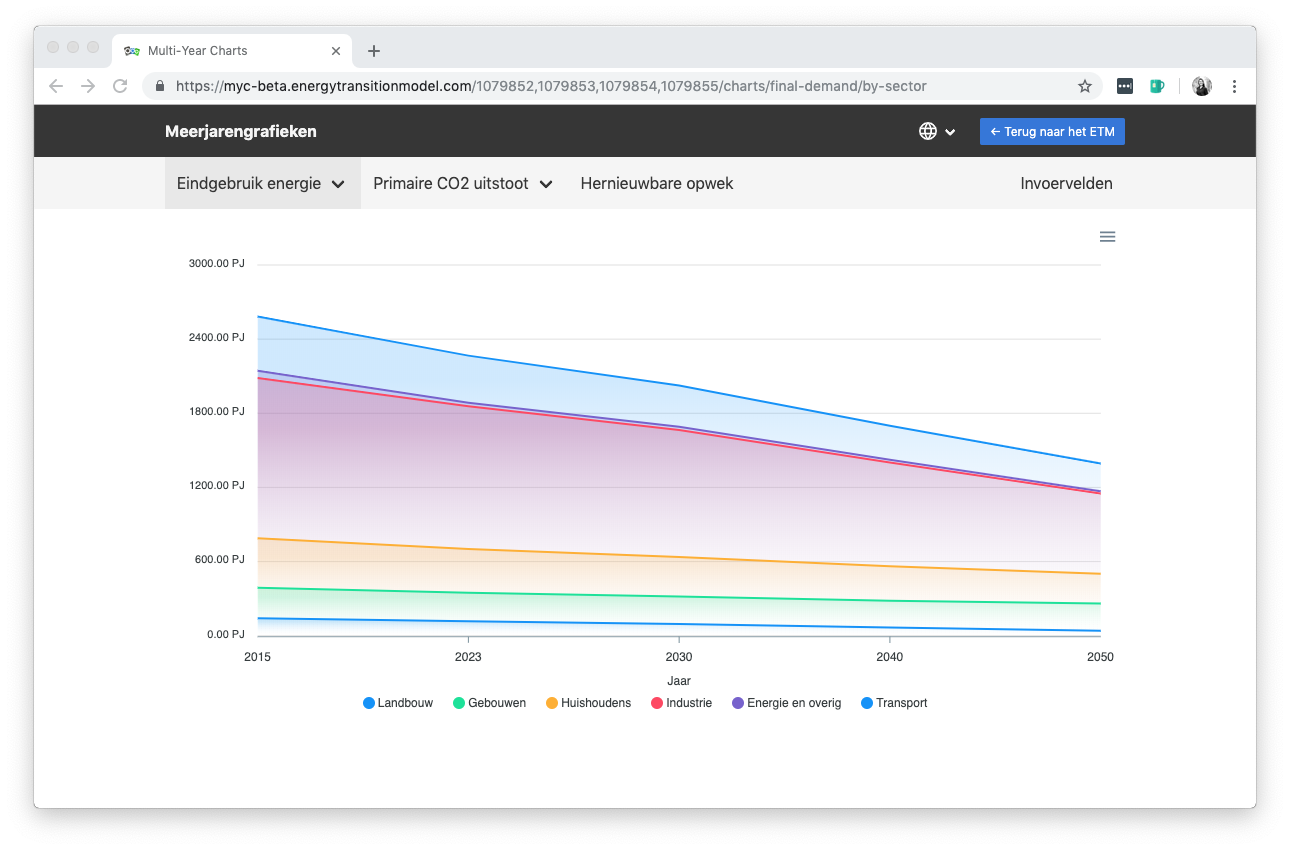 Multi-Year Charts
https://myc-beta.energytransitionmodel.com/1079852,1079853,1079854,1079855/charts/final-demand/by-sector
Meerjarengrafieken
← Terug naar het ETM
Eindgebruik energie
Primaire CO2 uitstoot
Hernieuwbare opwek
Invoervelden
3000.00 PJ
2400.00 PJ
1800.00 PJ
1200.00 PJ
600.00 PJ
0.00 PJ
2015 2023 2030 2040 2050
Jaar
Landbouw Gebouwen Huishoudens Industrie Energie en overig Transport